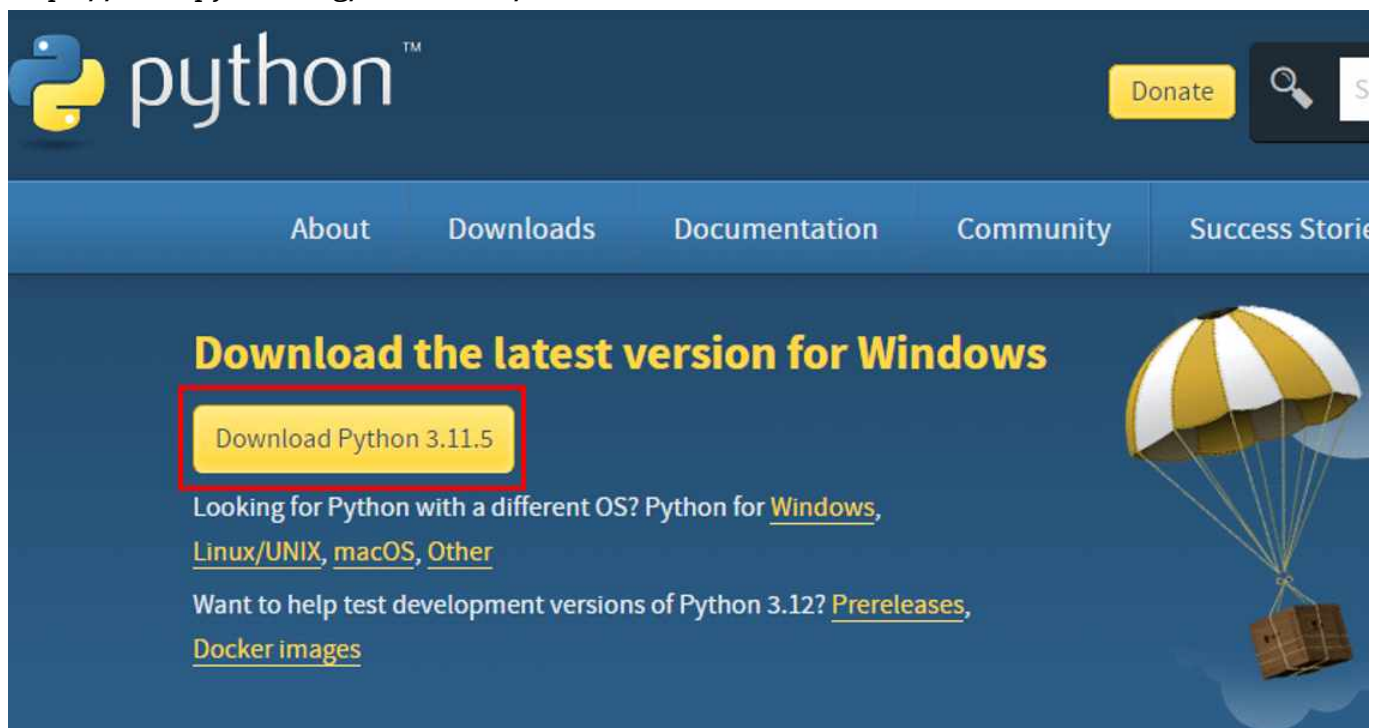 python™
Donate
S
About Downloads Documentation Community Success Storie
Download the latest version for Windows
Download Python 3.11.5
Looking for Python with a different OS? Python for Windows,
Linux/UNIX, macOS, Other
Want to help test development versions of Python 3.12? Prereleases,
Docker images